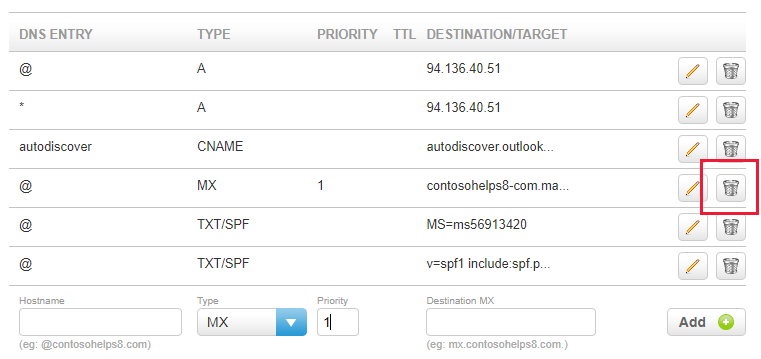 DNS ENTRY TYPE PRIORITY TTL DESTINATION/TARGET
@ A 94.136.40.51
* A 94.136.40.51
autodiscover CNAME autodiscover.outlook...
@ MX 1 contosohelps8-com.ma...
@ TXT/SPF MS=ms56913420
@ TXT/SPF v=spf1 include:spf.p...
Hostname Type Priority Destination MX
MX 1 Add
(eg: @contosohelps8.com) (eg: mx.contosohelps8.com.)